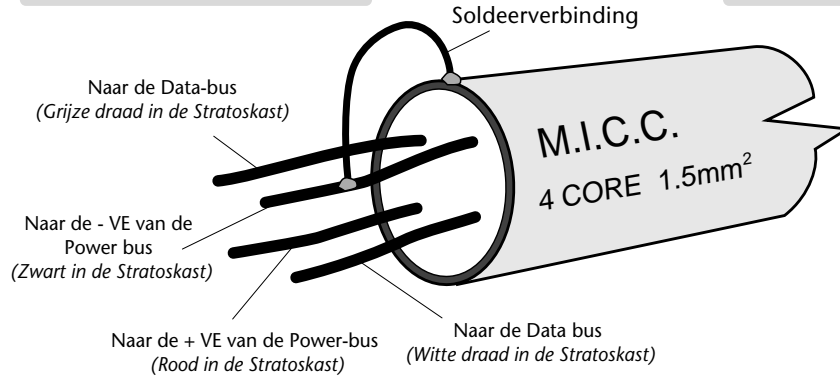 Soldeerverbinding
Naar de Data-bus
(Grijze draad in de Stratoskast)
M.I.C.C.
4 CORE 1.5mm²
Naar de - VE van de
Power bus
(Zwart in de Stratoskast)
Naar de + VE van de Power-bus
(Rood in de Stratoskast)
Naar de Data bus
(Witte draad in de Stratoskast)